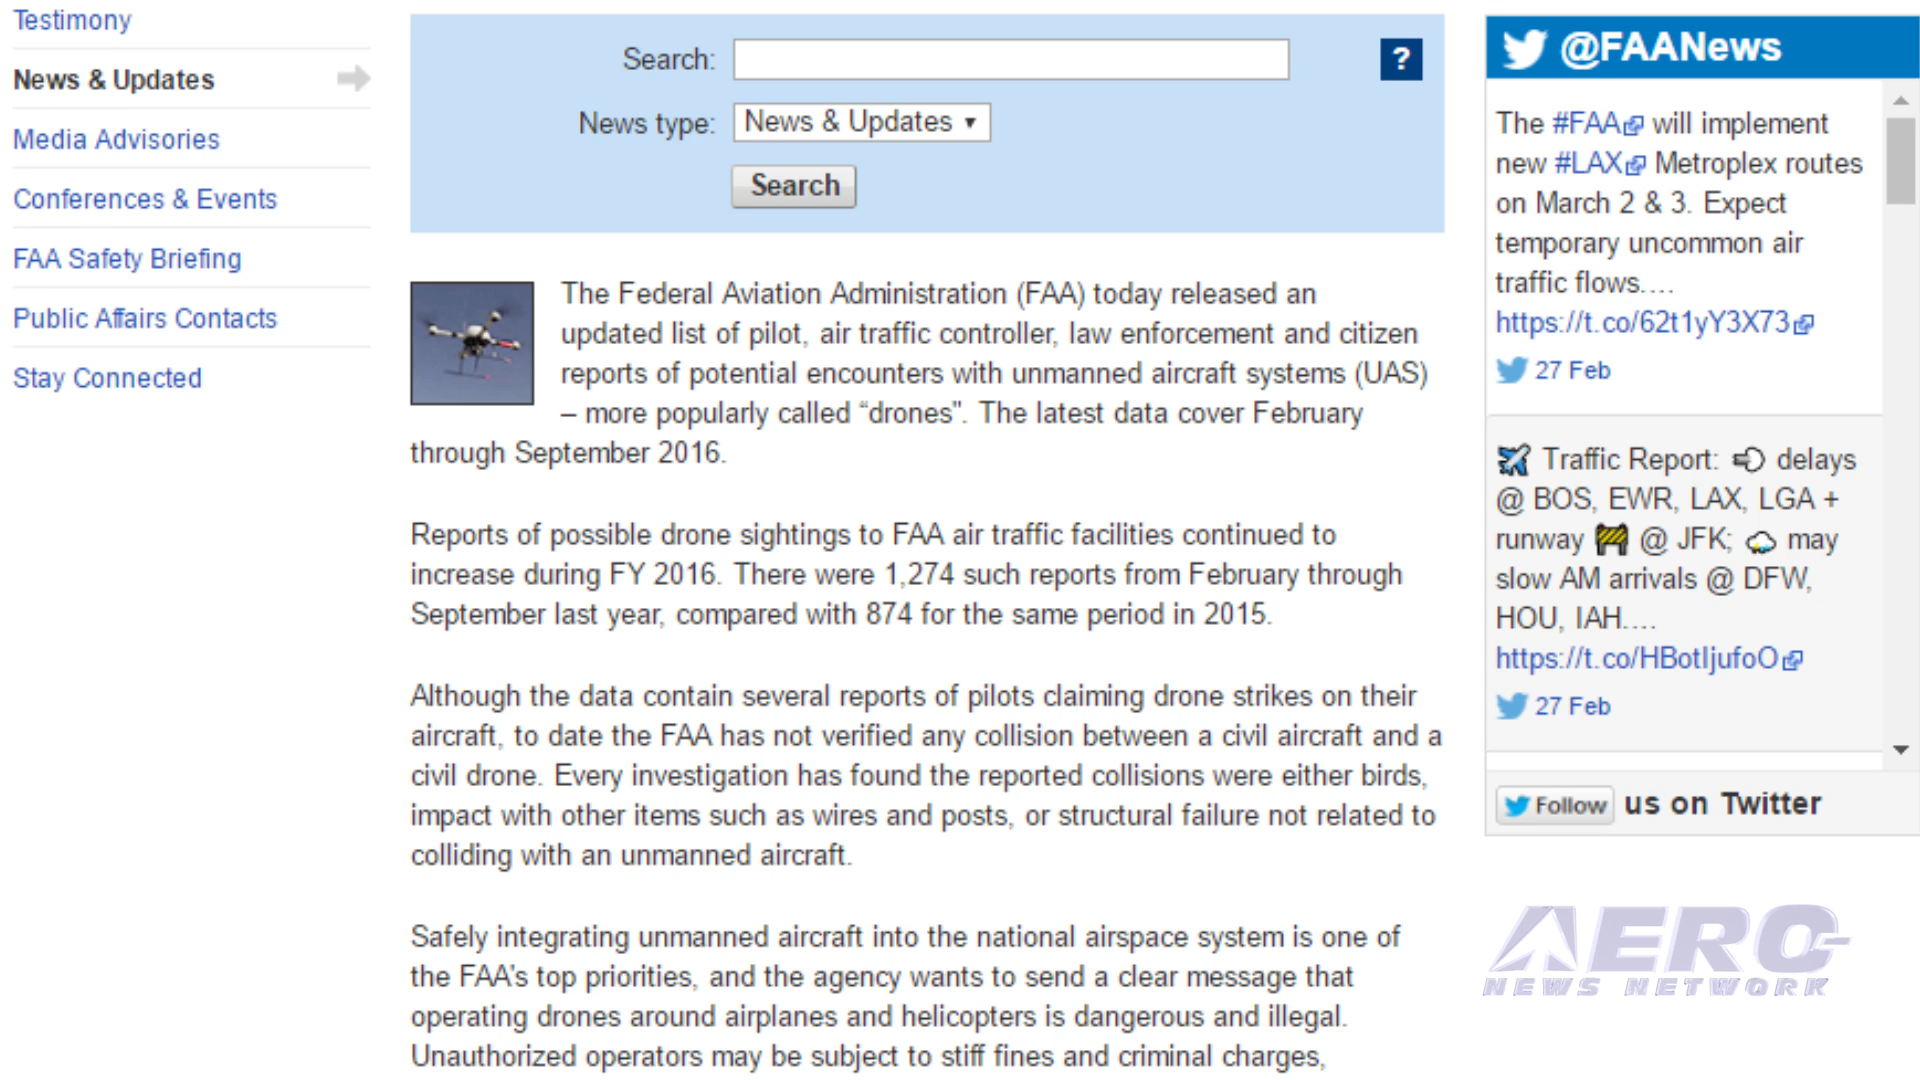 Testimony
News & Updates
Media Advisories
Conferences & Events
FAA Safety Briefing
Public Affairs Contacts
Stay Connected
Search:
?
News type: News & Updates
Search
The Federal Aviation Administration (FAA) today released an
updated list of pilot, air traffic controller, law enforcement and citizen
reports of potential encounters with unmanned aircraft systems (UAS)
– more popularly called “drones”. The latest data cover February
through September 2016.
Reports of possible drone sightings to FAA air traffic facilities continued to
increase during FY 2016. There were 1,274 such reports from February through
September last year, compared with 874 for the same period in 2015.
Although the data contain several reports of pilots claiming drone strikes on their
aircraft, to date the FAA has not verified any collision between a civil aircraft and a
civil drone. Every investigation has found the reported collisions were either birds,
impact with other items such as wires and posts, or structural failure not related to
colliding with an unmanned aircraft.
Safely integrating unmanned aircraft into the national airspace system is one of
the FAA's top priorities, and the agency wants to send a clear message that
operating drones around airplanes and helicopters is dangerous and illegal.
Unauthorized operators may be subject to stiff fines and criminal charges,
@FAANews
The #FAA will implement
new #LAX Metroplex routes
on March 2 & 3. Expect
temporary uncommon air
traffic flows....
https://t.co/62t1yY3X73
27 Feb
Traffic Report: delays
@ BOS, EWR, LAX, LGA +
runway @ JFK; may
slow AM arrivals @ DFW,
HOU, IAH....
https://t.co/HBotIjufoO
27 Feb
Follow us on Twitter
AERO-
NEWS NETWORK